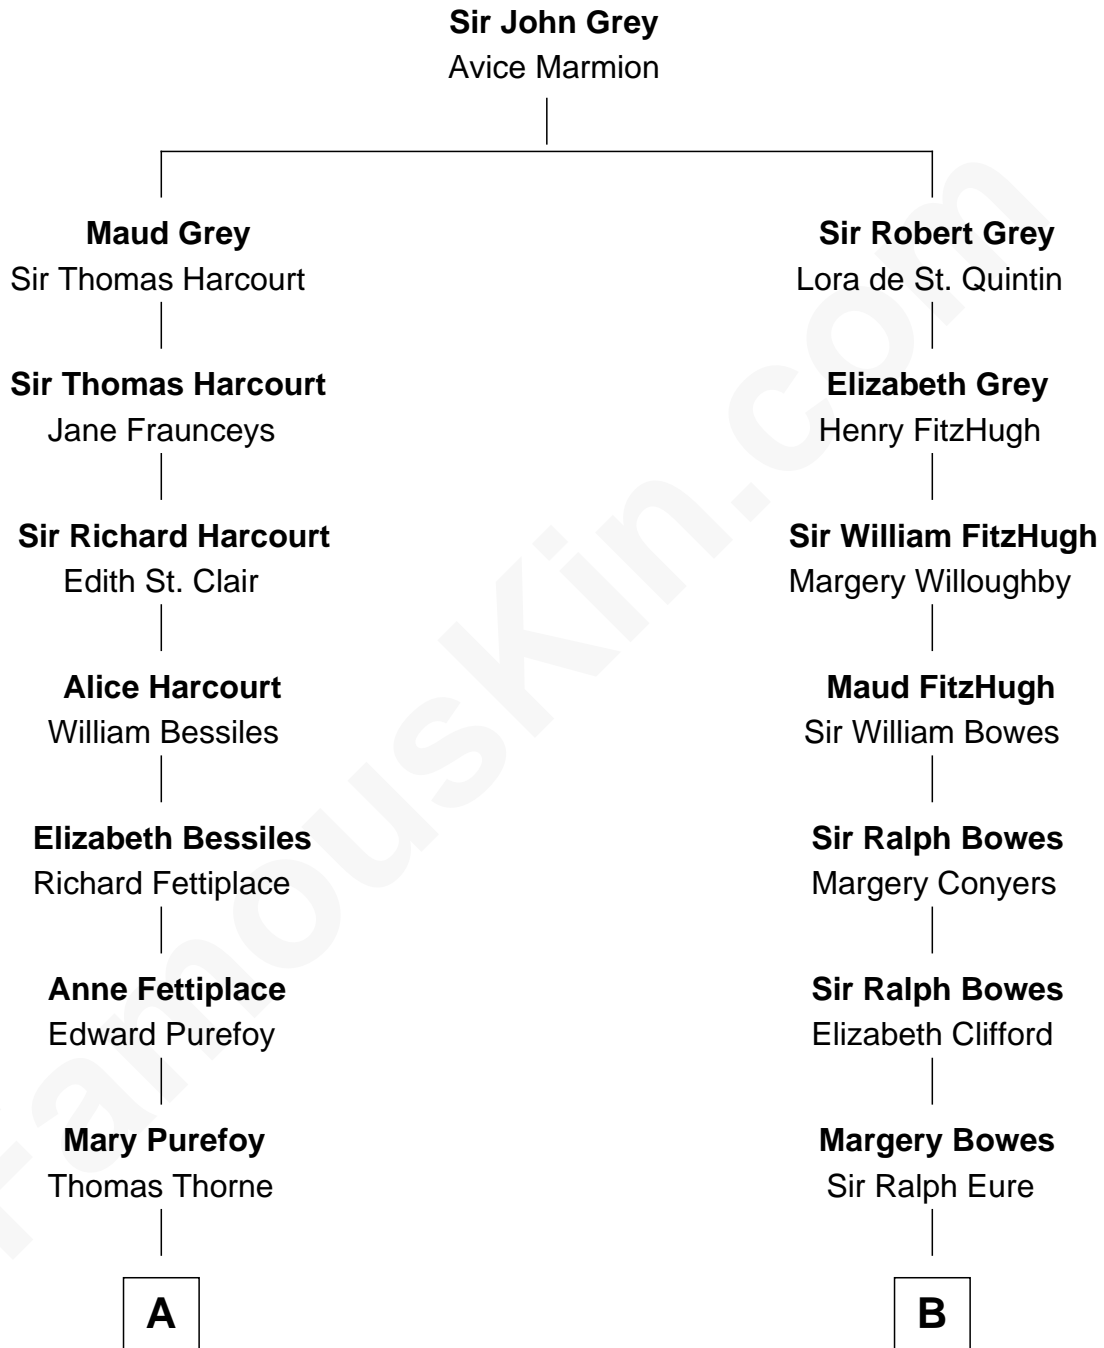 Sir John Grey
Avice Marmion
Maud Grey
Sir Thomas Harcourt
Sir Robert Grey
Lora de St. Quintin
Sir Thomas Harcourt
Jane Fraunceys
Elizabeth Grey
Henry FitzHugh
Sir Richard Harcourt
Edith St. Clair
Sir William FitzHugh
Margery Willoughby
Alice Harcourt
William Bessiles
Maud FitzHugh
Sir William Bowes
Elizabeth Bessiles
Richard Fettiplace
Sir Ralph Bowes
Margery Conyers
Anne Fettiplace
Edward Purefoy
Sir Ralph Bowes
Elizabeth Clifford
Mary Purefoy
Thomas Thorne
Margery Bowes
Sir Ralph Eure
A
B
FamousKin.com